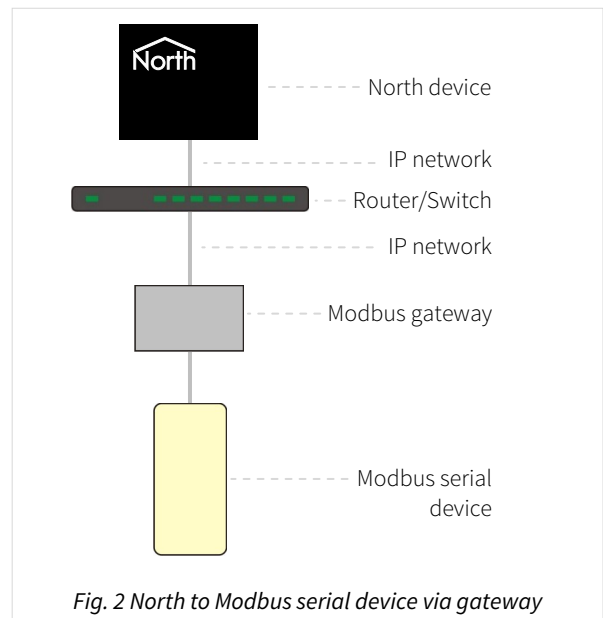 North
North device
IP network
Router/Switch
IP network
Modbus gateway
Modbus serial
device
Fig. 2 North to Modbus serial device via gateway